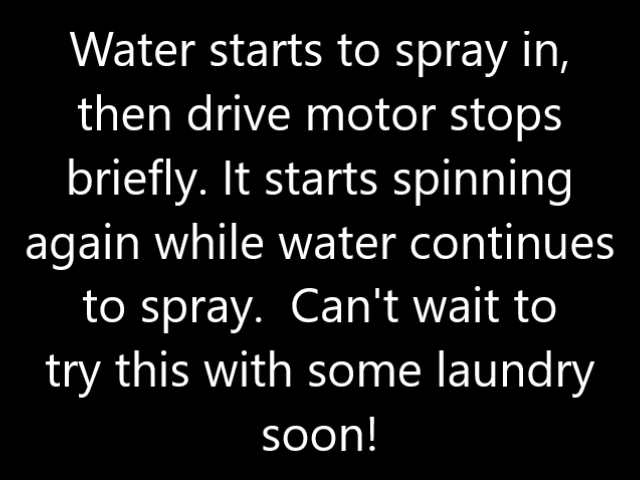 Water starts to spray in,
then drive motor stops
briefly. It starts spinning
again while water continues
to spray.  Can't wait to
try this with some laundry
soon!